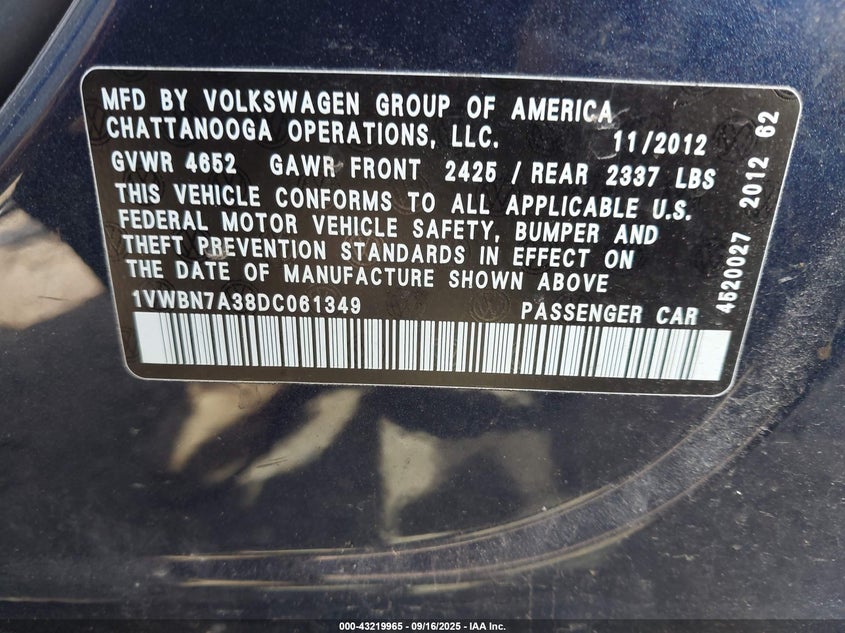 MFD BY VOLKSWAGEN GROUP OF AMERICA
CHATTANOOGA OPERATIONS, LLC. 11/2012
GVWR 4652 GAWR FRONT 2425 / REAR 2337 LBS
THIS VEHICLE CONFORMS TO ALL APPLICABLE U.S.
FEDERAL MOTOR VEHICLE SAFETY, BUMPER AND
THEFT PREVENTION STANDARDS IN EFFECT ON
THE DATE OF MANUFACTURE SHOWN ABOVE
1VWBN7A38DC061349 PASSENGER CAR
4520027 2012 62
000-43219965 - 09/16/2025 - IAA Inc.